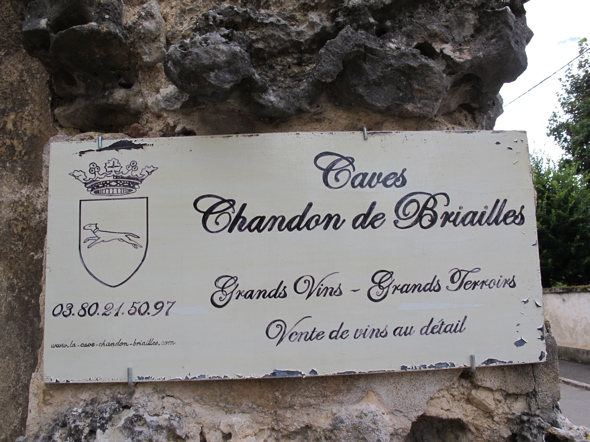 Caves
Chandon de Briailles
Grands Vins - Grands Terroirs
Vente de vins au détail
03.80.21.50.97
www.la-cave-chandon-briailles.com